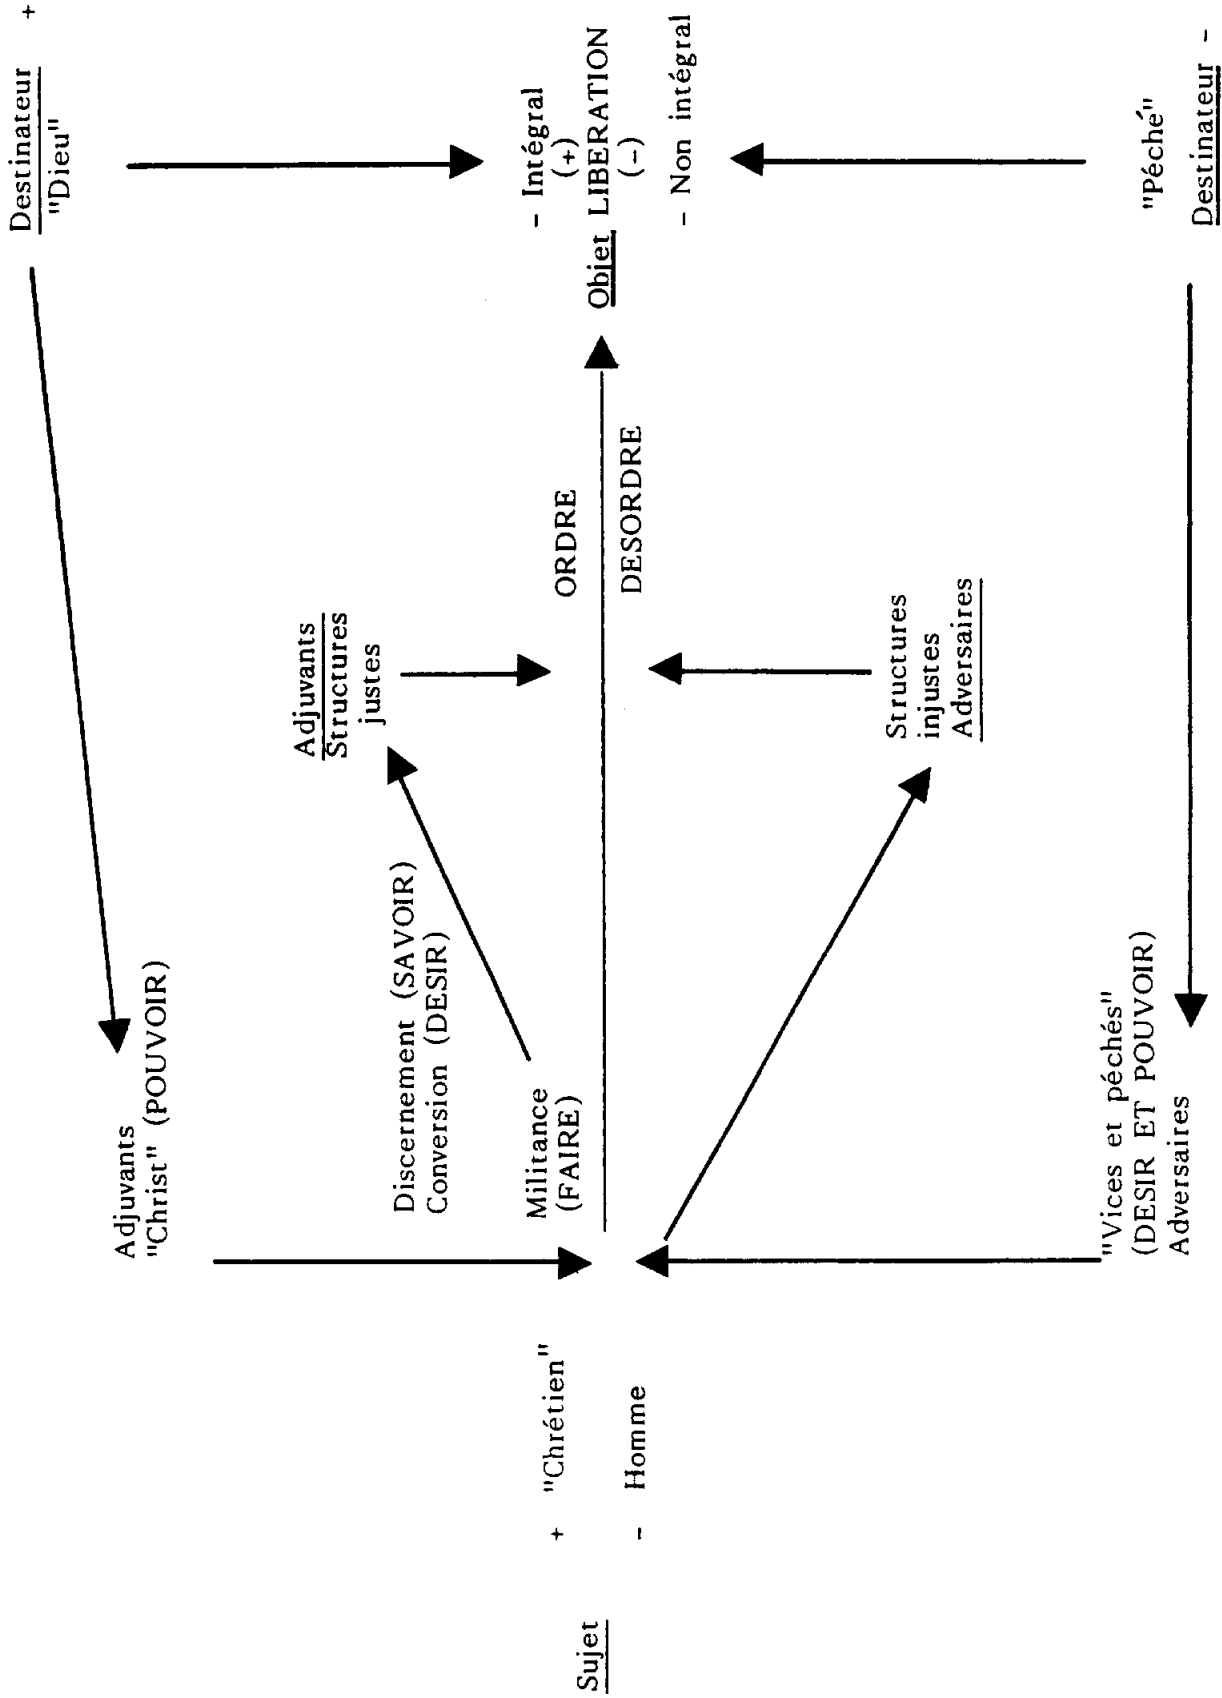 Destinateur +
"Dieu"
Adjuvants
"Christ" (POUVOIR)
Adjuvants
Structures
justes
Discernement (SAVOIR)
Conversion (DESIR)
Militance
(FAIRE)
ORDRE
DESORDRE
- Intégral
(+)
Objet LIBERATION
(-)
- Non intégral
+ "Chrétien"
Sujet
- Homme
Structures
injustes
Adversaires
"Vices et péchés"
(DESIR ET POUVOIR)
Adversaires
"Péché"
Destinateur -